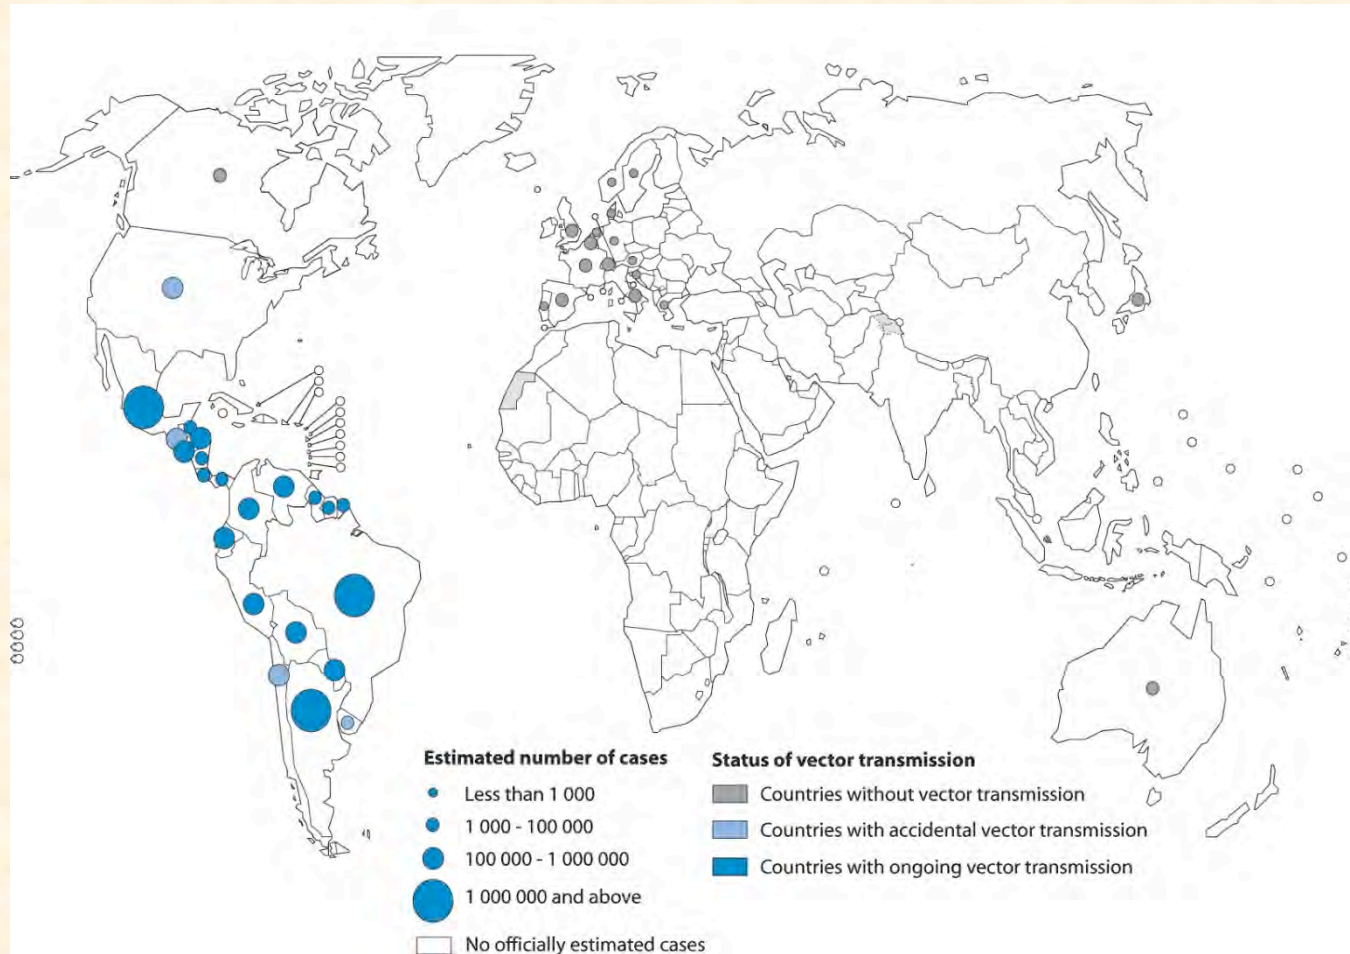 Estimated number of cases
Less than 1 000
1 000 - 100 000
100 000 - 1 000 000
1 000 000 and above
No officially estimated cases
Status of vector transmission
Countries without vector transmission
Countries with accidental vector transmission
Countries with ongoing vector transmission